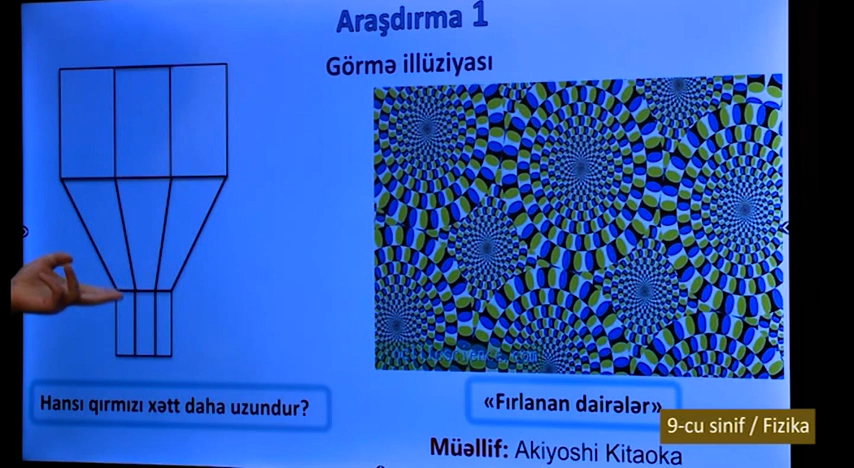 Araşdırma 1
Görmə illüziyası
Hansı qırmızı xətt daha uzundur?
«Fırlanan dairələr»
9-cu sinif / Fizika
Müəllif: Akiyoshi Kitaoka